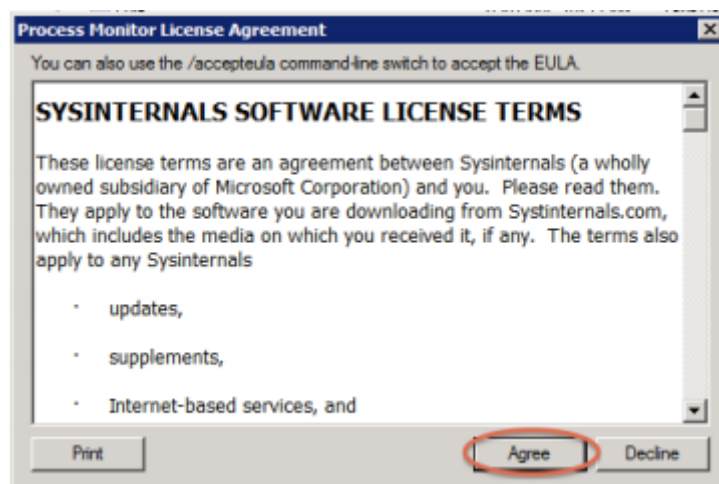 Process Monitor License Agreement
You can also use the /accepteula command-line switch to accept the EULA.
SYSINTERNALS SOFTWARE LICENSE TERMS
These license terms are an agreement between Sysinternals (a wholly
owned subsidiary of Microsoft Corporation) and you. Please read them.
They apply to the software you are downloading from Systinternals.com,
which includes the media on which you received it, if any. The terms also
apply to any Sysinternals
· updates,
· supplements,
· Internet-based services, and
Print Agree Decline